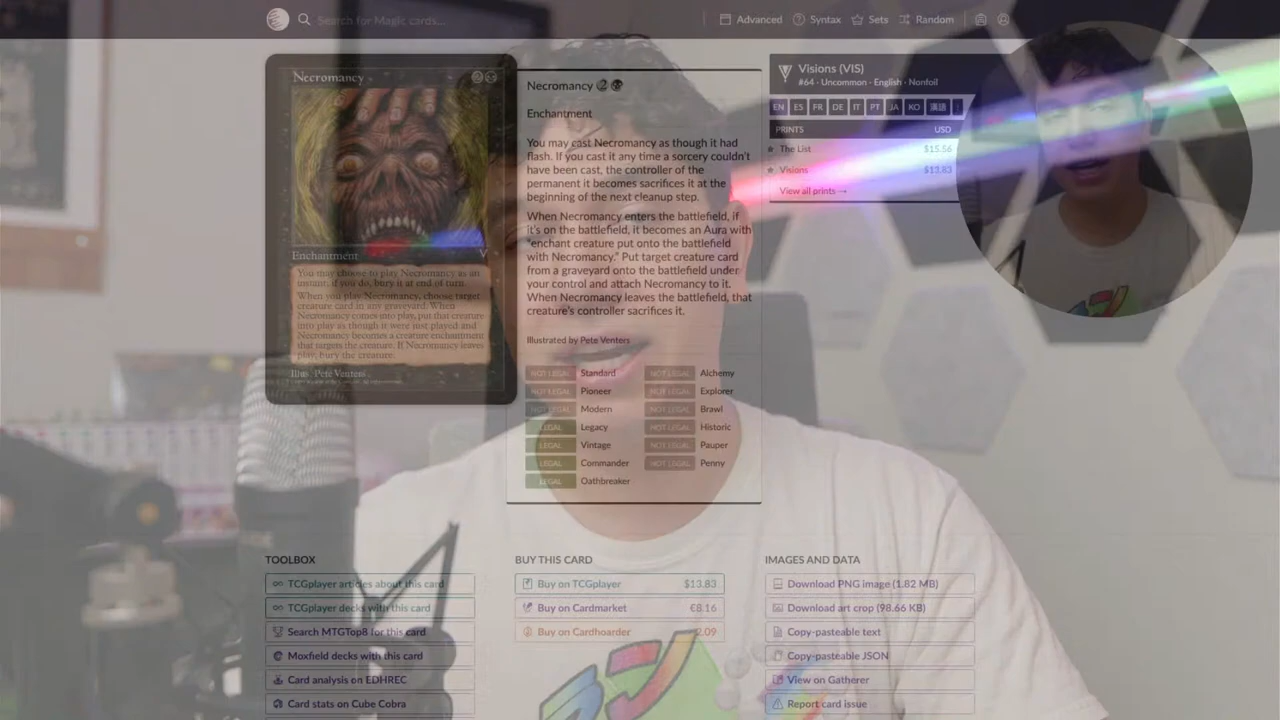 Search for Magic cards...
Advanced
Syntax
Sets
Random
Necromancy
Enchantment
V
You may choose to play Necromancy as an
instant; if you do, bury it at end of turn.
When you play Necromancy, choose target
creature card in any graveyard. When
Necromancy comes into play, put that creature
into play as though it were just played and
Necromancy becomes a creature enchantment
that targets the creature. If Necromancy leaves
play, bury the creature.
Illus. Pete Venters
Necromancy 2
Enchantment
You may cast Necromancy as though it had
flash. If you cast it any time a sorcery couldn't
have been cast, the controller of the
permanent it becomes sacrifices it at the
beginning of the next cleanup step.
When Necromancy enters the battlefield, if
it's on the battlefield, it becomes an Aura with
"enchant creature put onto the battlefield
with Necromancy." Put target creature card
from a graveyard onto the battlefield under
your control and attach Necromancy to it.
When Necromancy leaves the battlefield, that
creature's controller sacrifices it.
Illustrated by Pete Venters
NOT LEGAL Standard NOT LEGAL Alchemy
NOT LEGAL Pioneer NOT LEGAL Explorer
NOT LEGAL Modern NOT LEGAL Brawl
LEGAL Legacy NOT LEGAL Historic
LEGAL Vintage NOT LEGAL Pauper
LEGAL Commander NOT LEGAL Penny
LEGAL Oathbreaker
Visions (VIS)
#64 · Uncommon · English · Nonfoil
EN ES FR DE IT PT JA KO 漢語
PRINTS USD
The List $15.56
Visions $13.83
View all prints →
TOOLBOX
TCGplayer articles about this card
TCGplayer decks with this card
Search MTGTop8 for this card
Moxfield decks with this card
Card analysis on EDHREC
Card stats on Cube Cobra
BUY THIS CARD
Buy on TCGplayer $13.83
Buy on Cardmarket €8.16
Buy on Cardhoarder 2.09
IMAGES AND DATA
Download PNG image (1.82 MB)
Download art crop (98.66 KB)
Copy-pasteable text
Copy-pasteable JSON
View on Gatherer
Report card issue